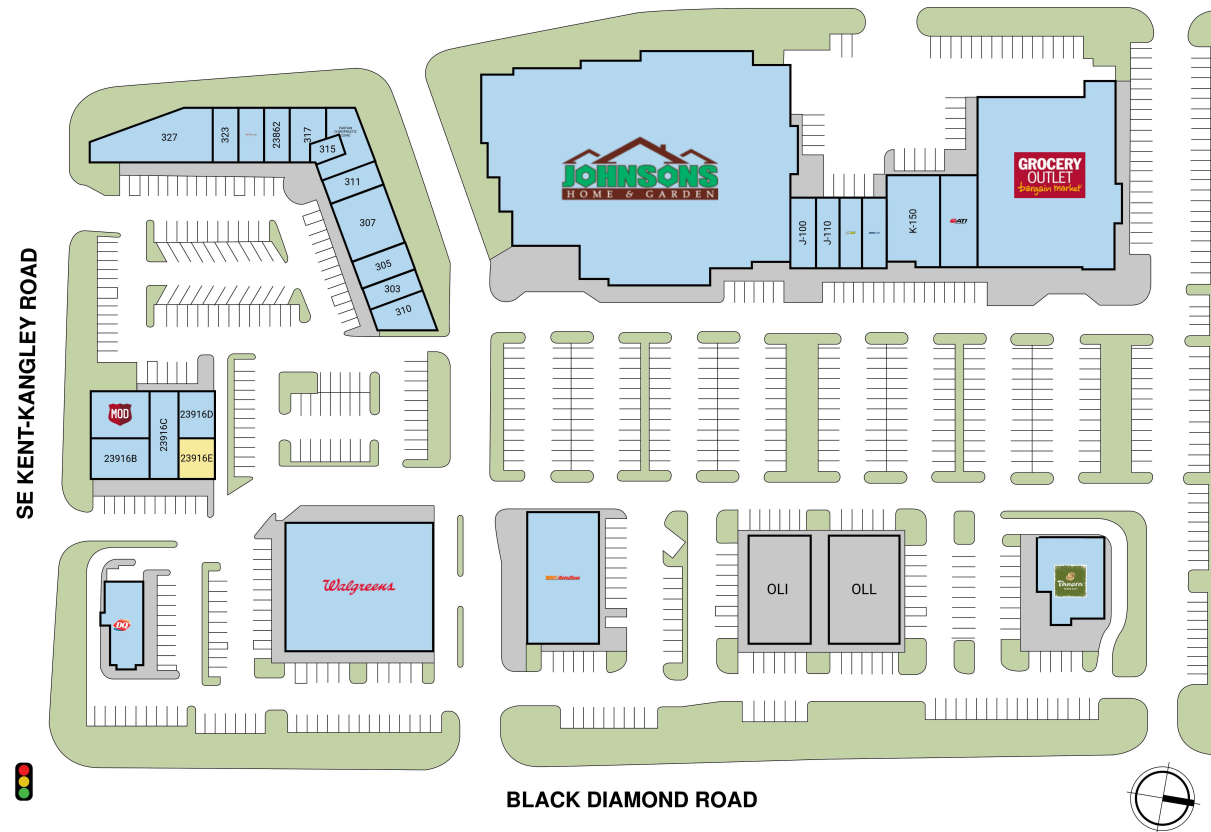 327
323
23862
317
315
311
307
305
303
310
JOHNSONS
HOME & GARDEN
J-100
J-110
K-150
ATI
GROCERY
OUTLET
bargain market
SE KENT-KANGLEY ROAD
MOD
23916B
23916C
23916D
23916E
DQ
Walgreens
AutoZone
OLI
OLL
Panera
BREAD
BLACK DIAMOND ROAD